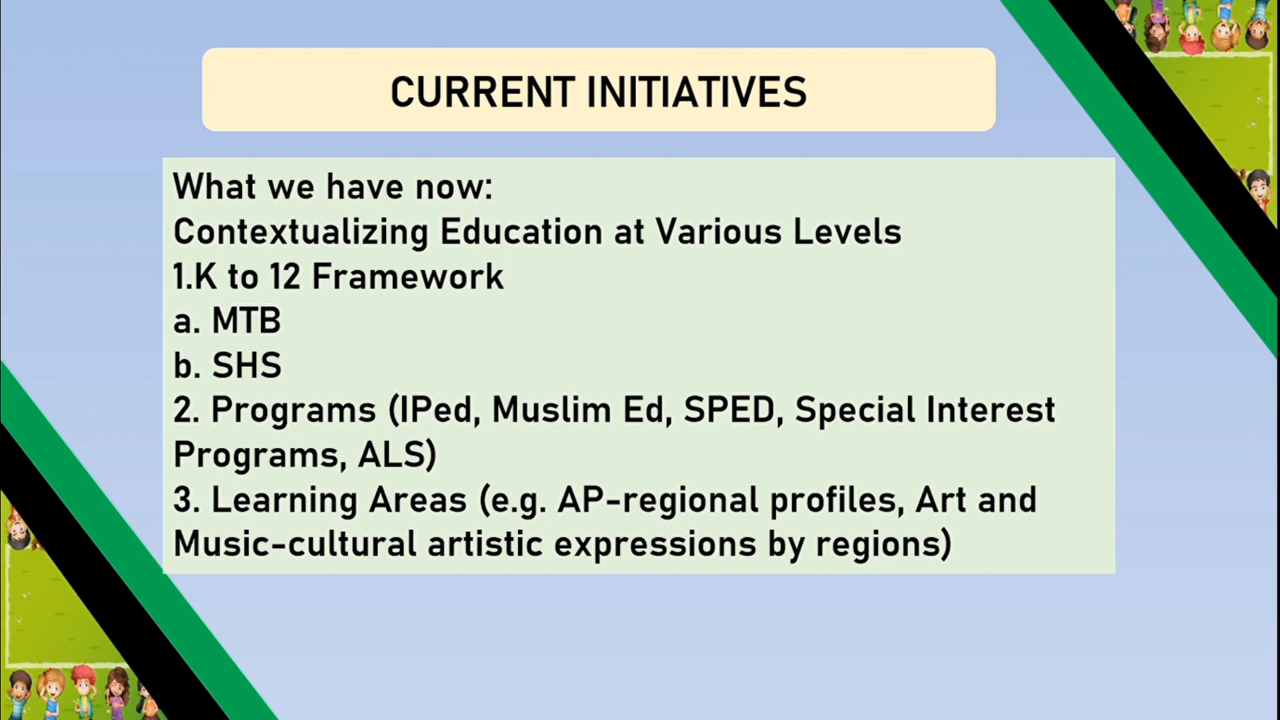 CURRENT INITIATIVES
What we have now:
Contextualizing Education at Various Levels
1.K to 12 Framework
a. MTB
b. SHS
2. Programs (IPed, Muslim Ed, SPED, Special Interest
Programs, ALS)
3. Learning Areas (e.g. AP-regional profiles, Art and
Music-cultural artistic expressions by regions)